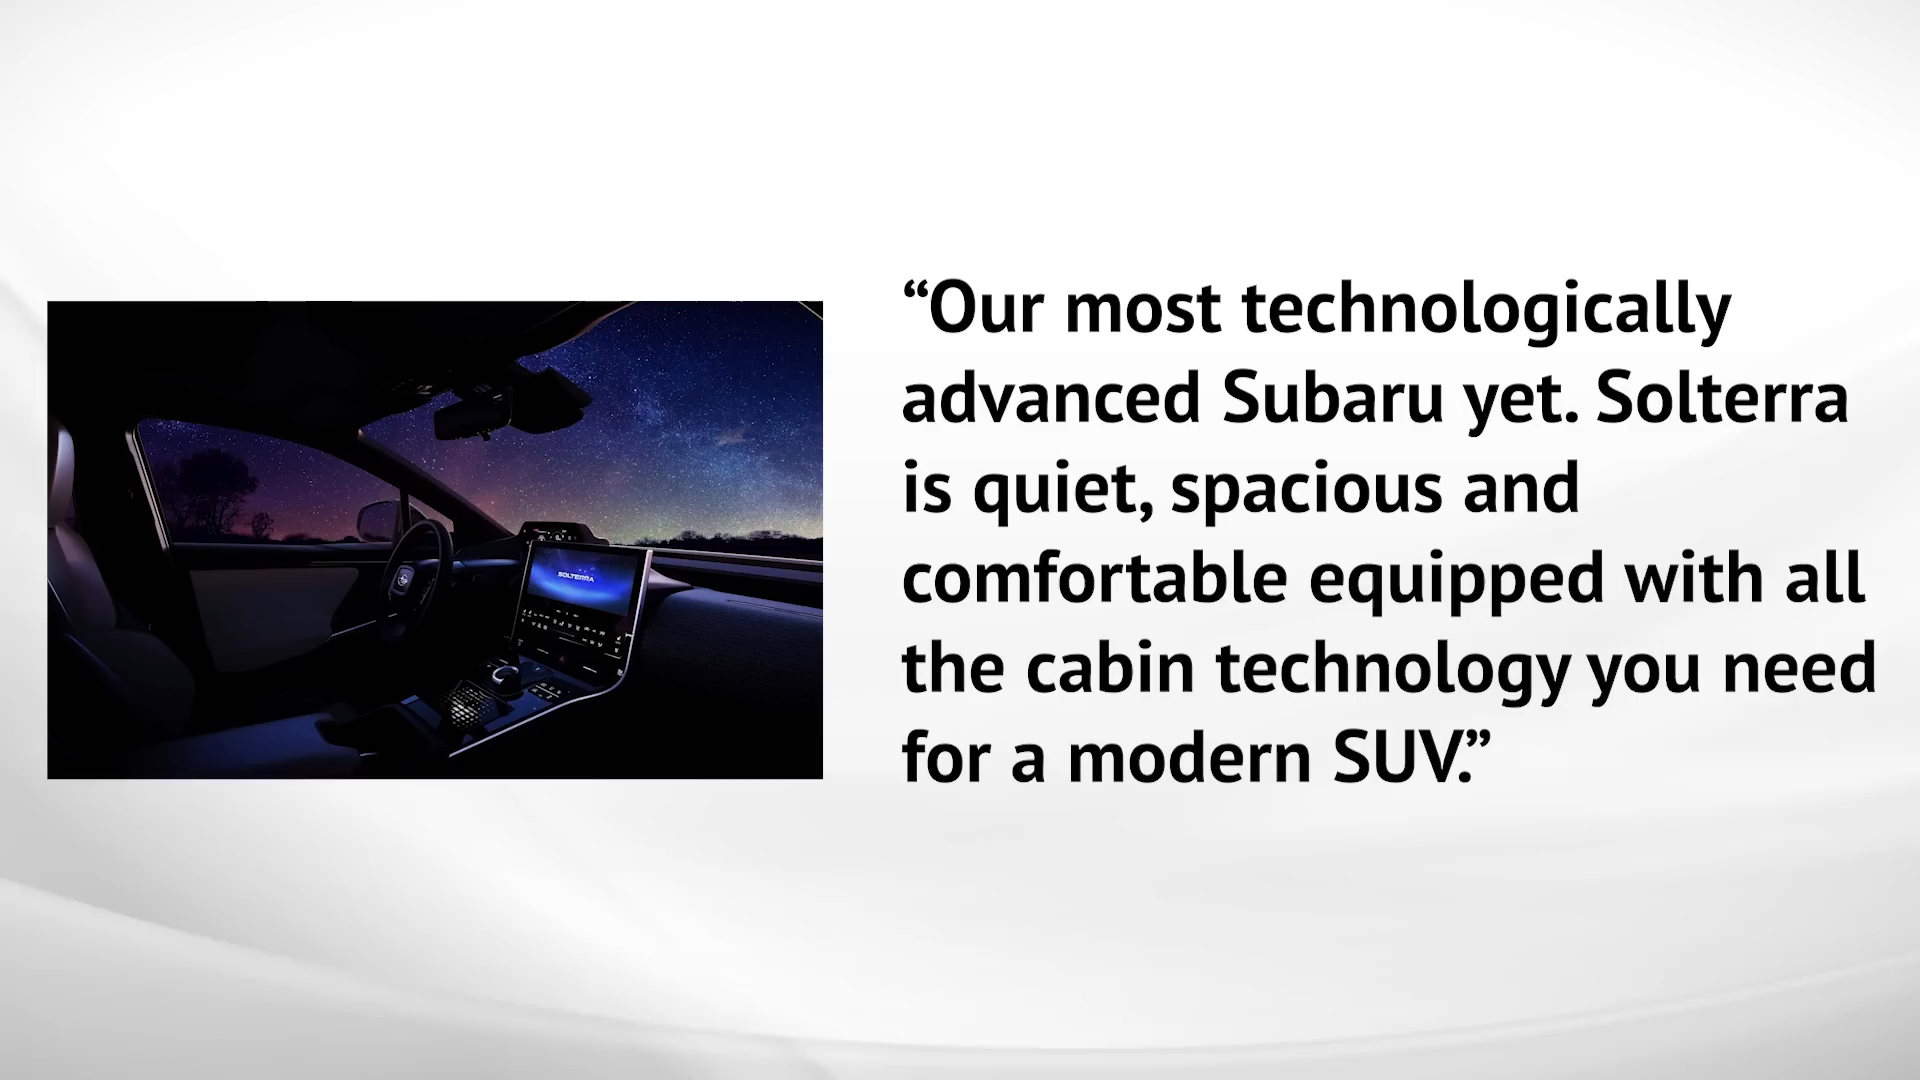 SOLTERRA
“Our most technologically
advanced Subaru yet. Solterra
is quiet, spacious and
comfortable equipped with all
the cabin technology you need
for a modern SUV.”